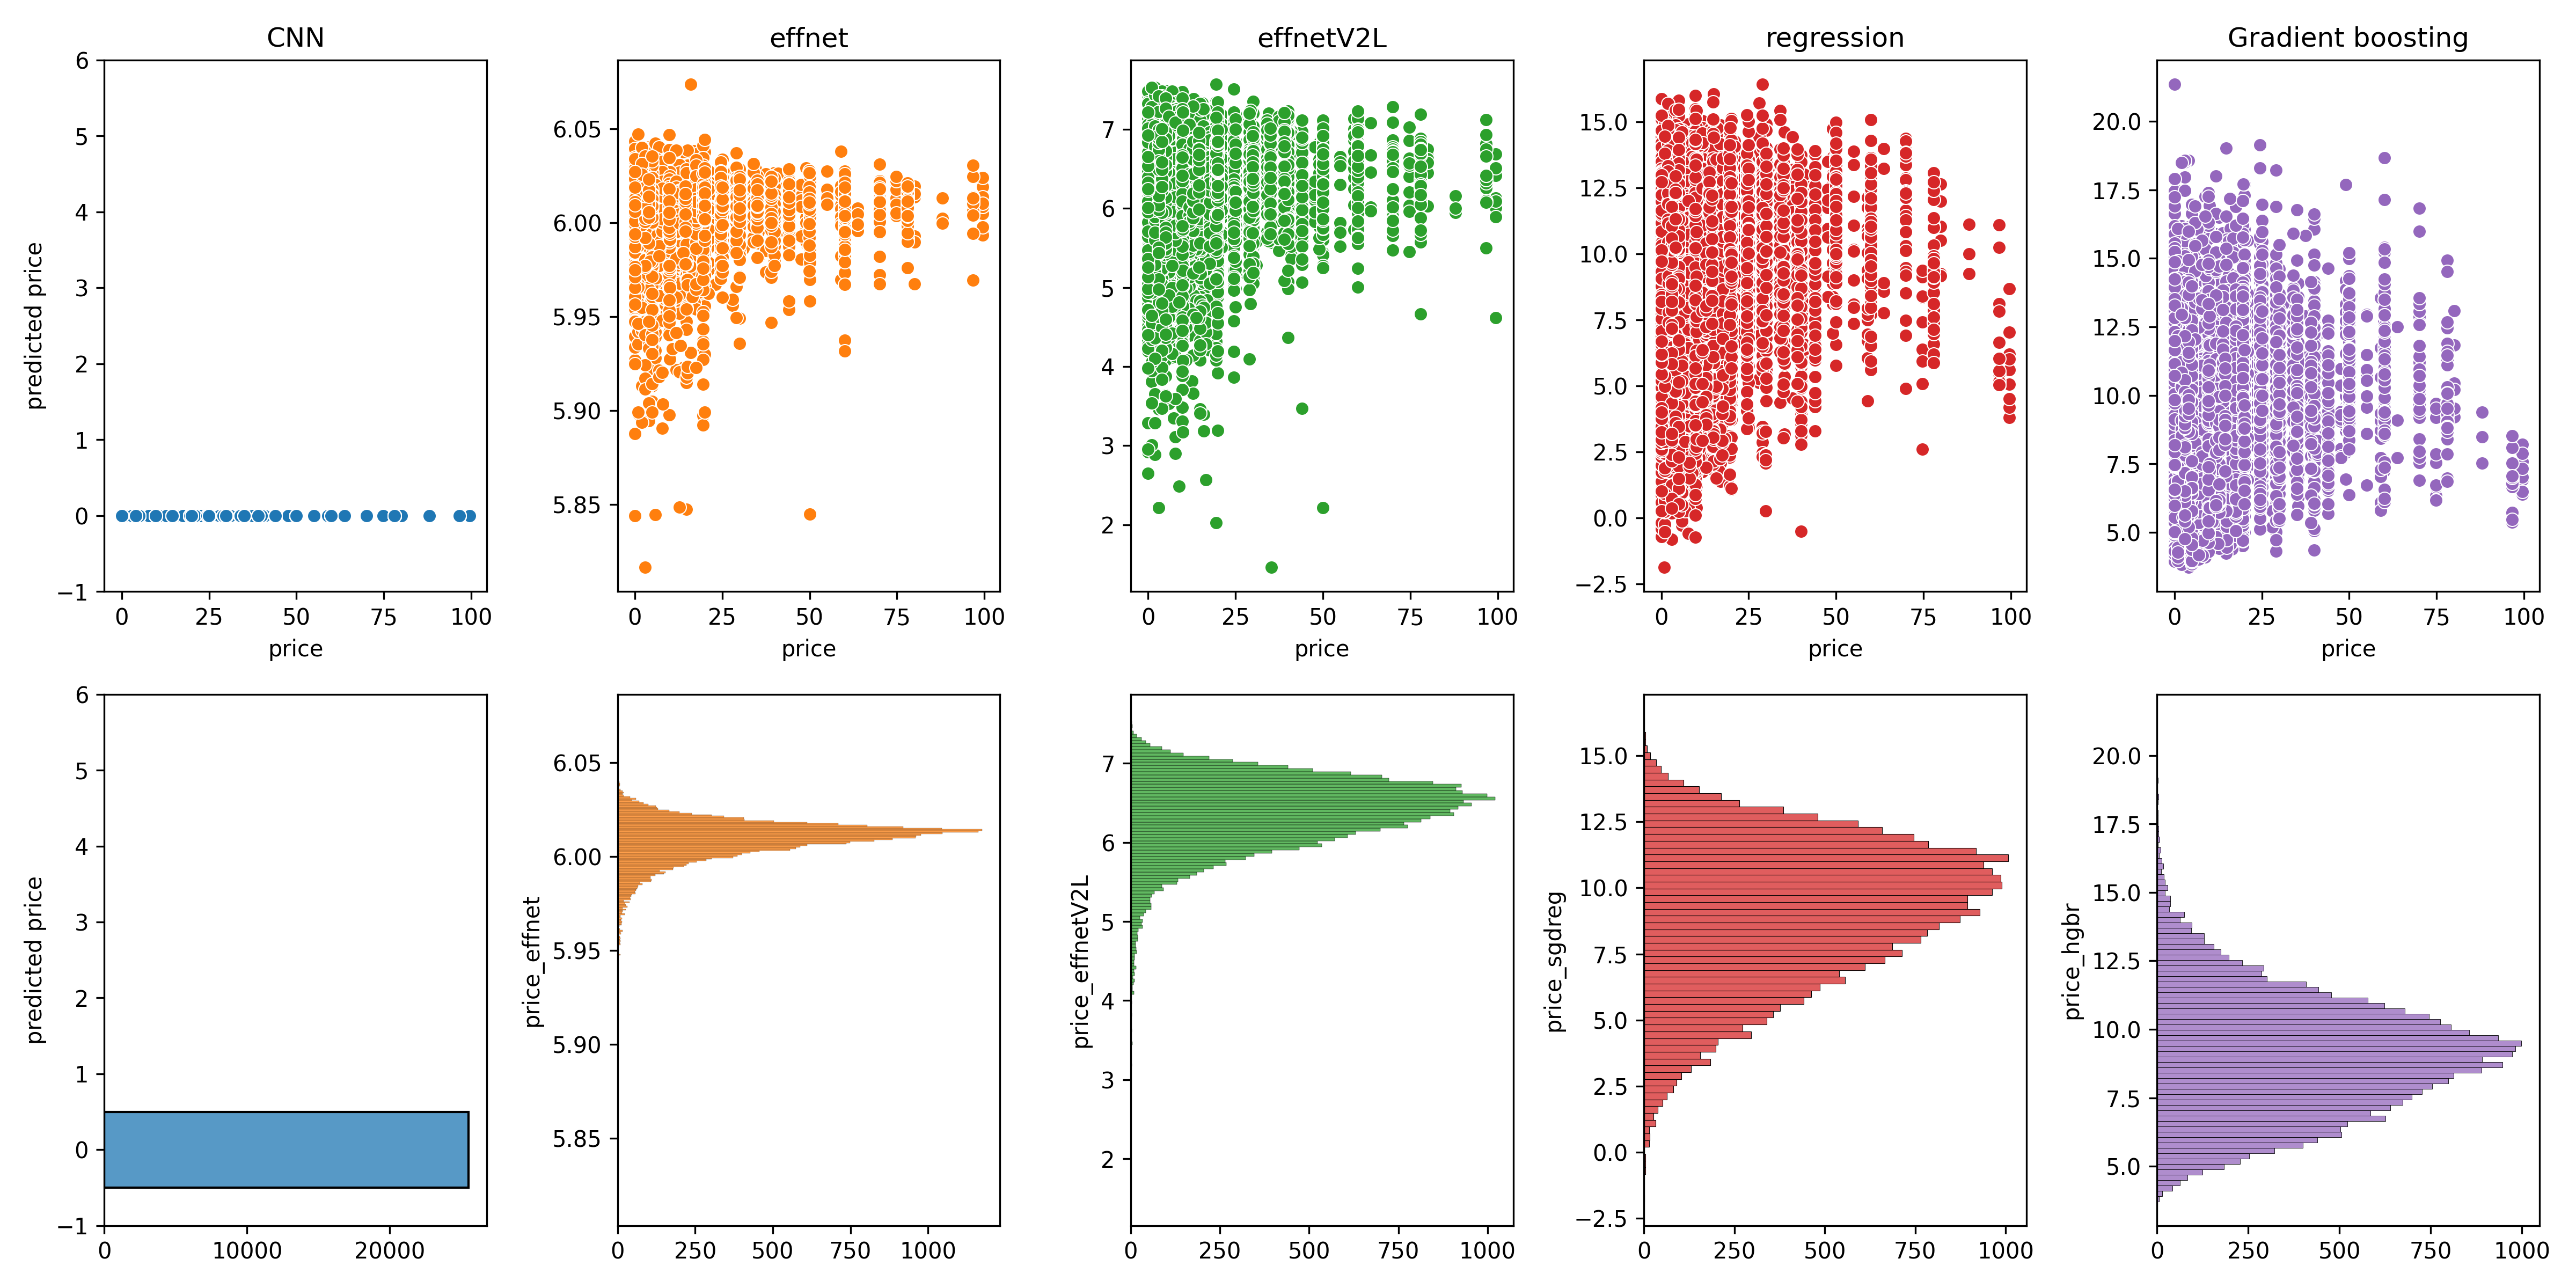 CNN
effnet
effnetV2L
regression
Gradient boosting
predicted price
6
5
4
3
2
1
0
−1
0 25 50 75 100
price
6.05
6.00
5.95
5.90
5.85
0 25 50 75 100
price
7
6
5
4
3
2
0 25 50 75 100
price
15.0
12.5
10.0
7.5
5.0
2.5
0.0
−2.5
0 25 50 75 100
price
20.0
17.5
15.0
12.5
10.0
7.5
5.0
0 25 50 75 100
price
predicted price
6
5
4
3
2
1
0
−1
0 10000 20000
price_effnet
6.05
6.00
5.95
5.90
5.85
0 250 500 750 1000
price_effnetV2L
7
6
5
4
3
2
0 250 500 750 1000
price_sgdreg
15.0
12.5
10.0
7.5
5.0
2.5
0.0
−2.5
0 250 500 750 1000
price_hgbr
20.0
17.5
15.0
12.5
10.0
7.5
5.0
0 250 500 750 1000